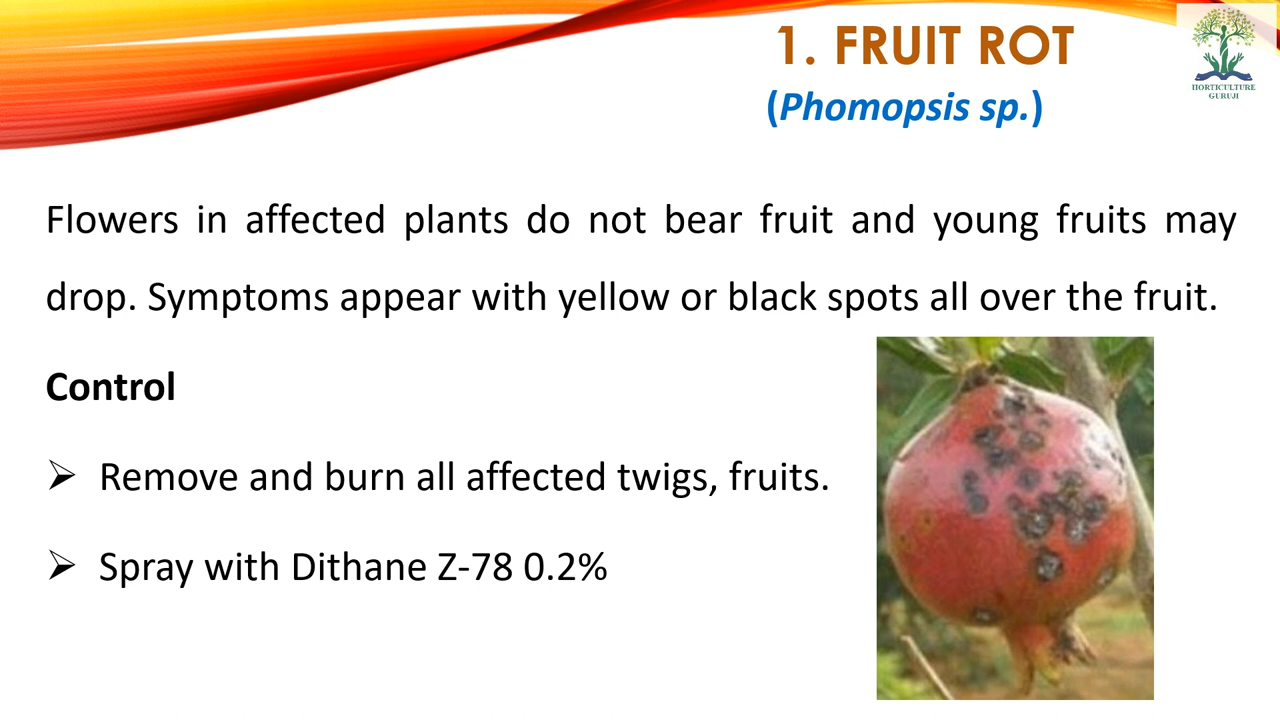 1. FRUIT ROT
(Phomopsis sp.)
HORTICULTURE
GURUJI
Flowers in affected plants do not bear fruit and young fruits may
drop. Symptoms appear with yellow or black spots all over the fruit.
Control
➢ Remove and burn all affected twigs, fruits.
➢ Spray with Dithane Z-78 0.2%